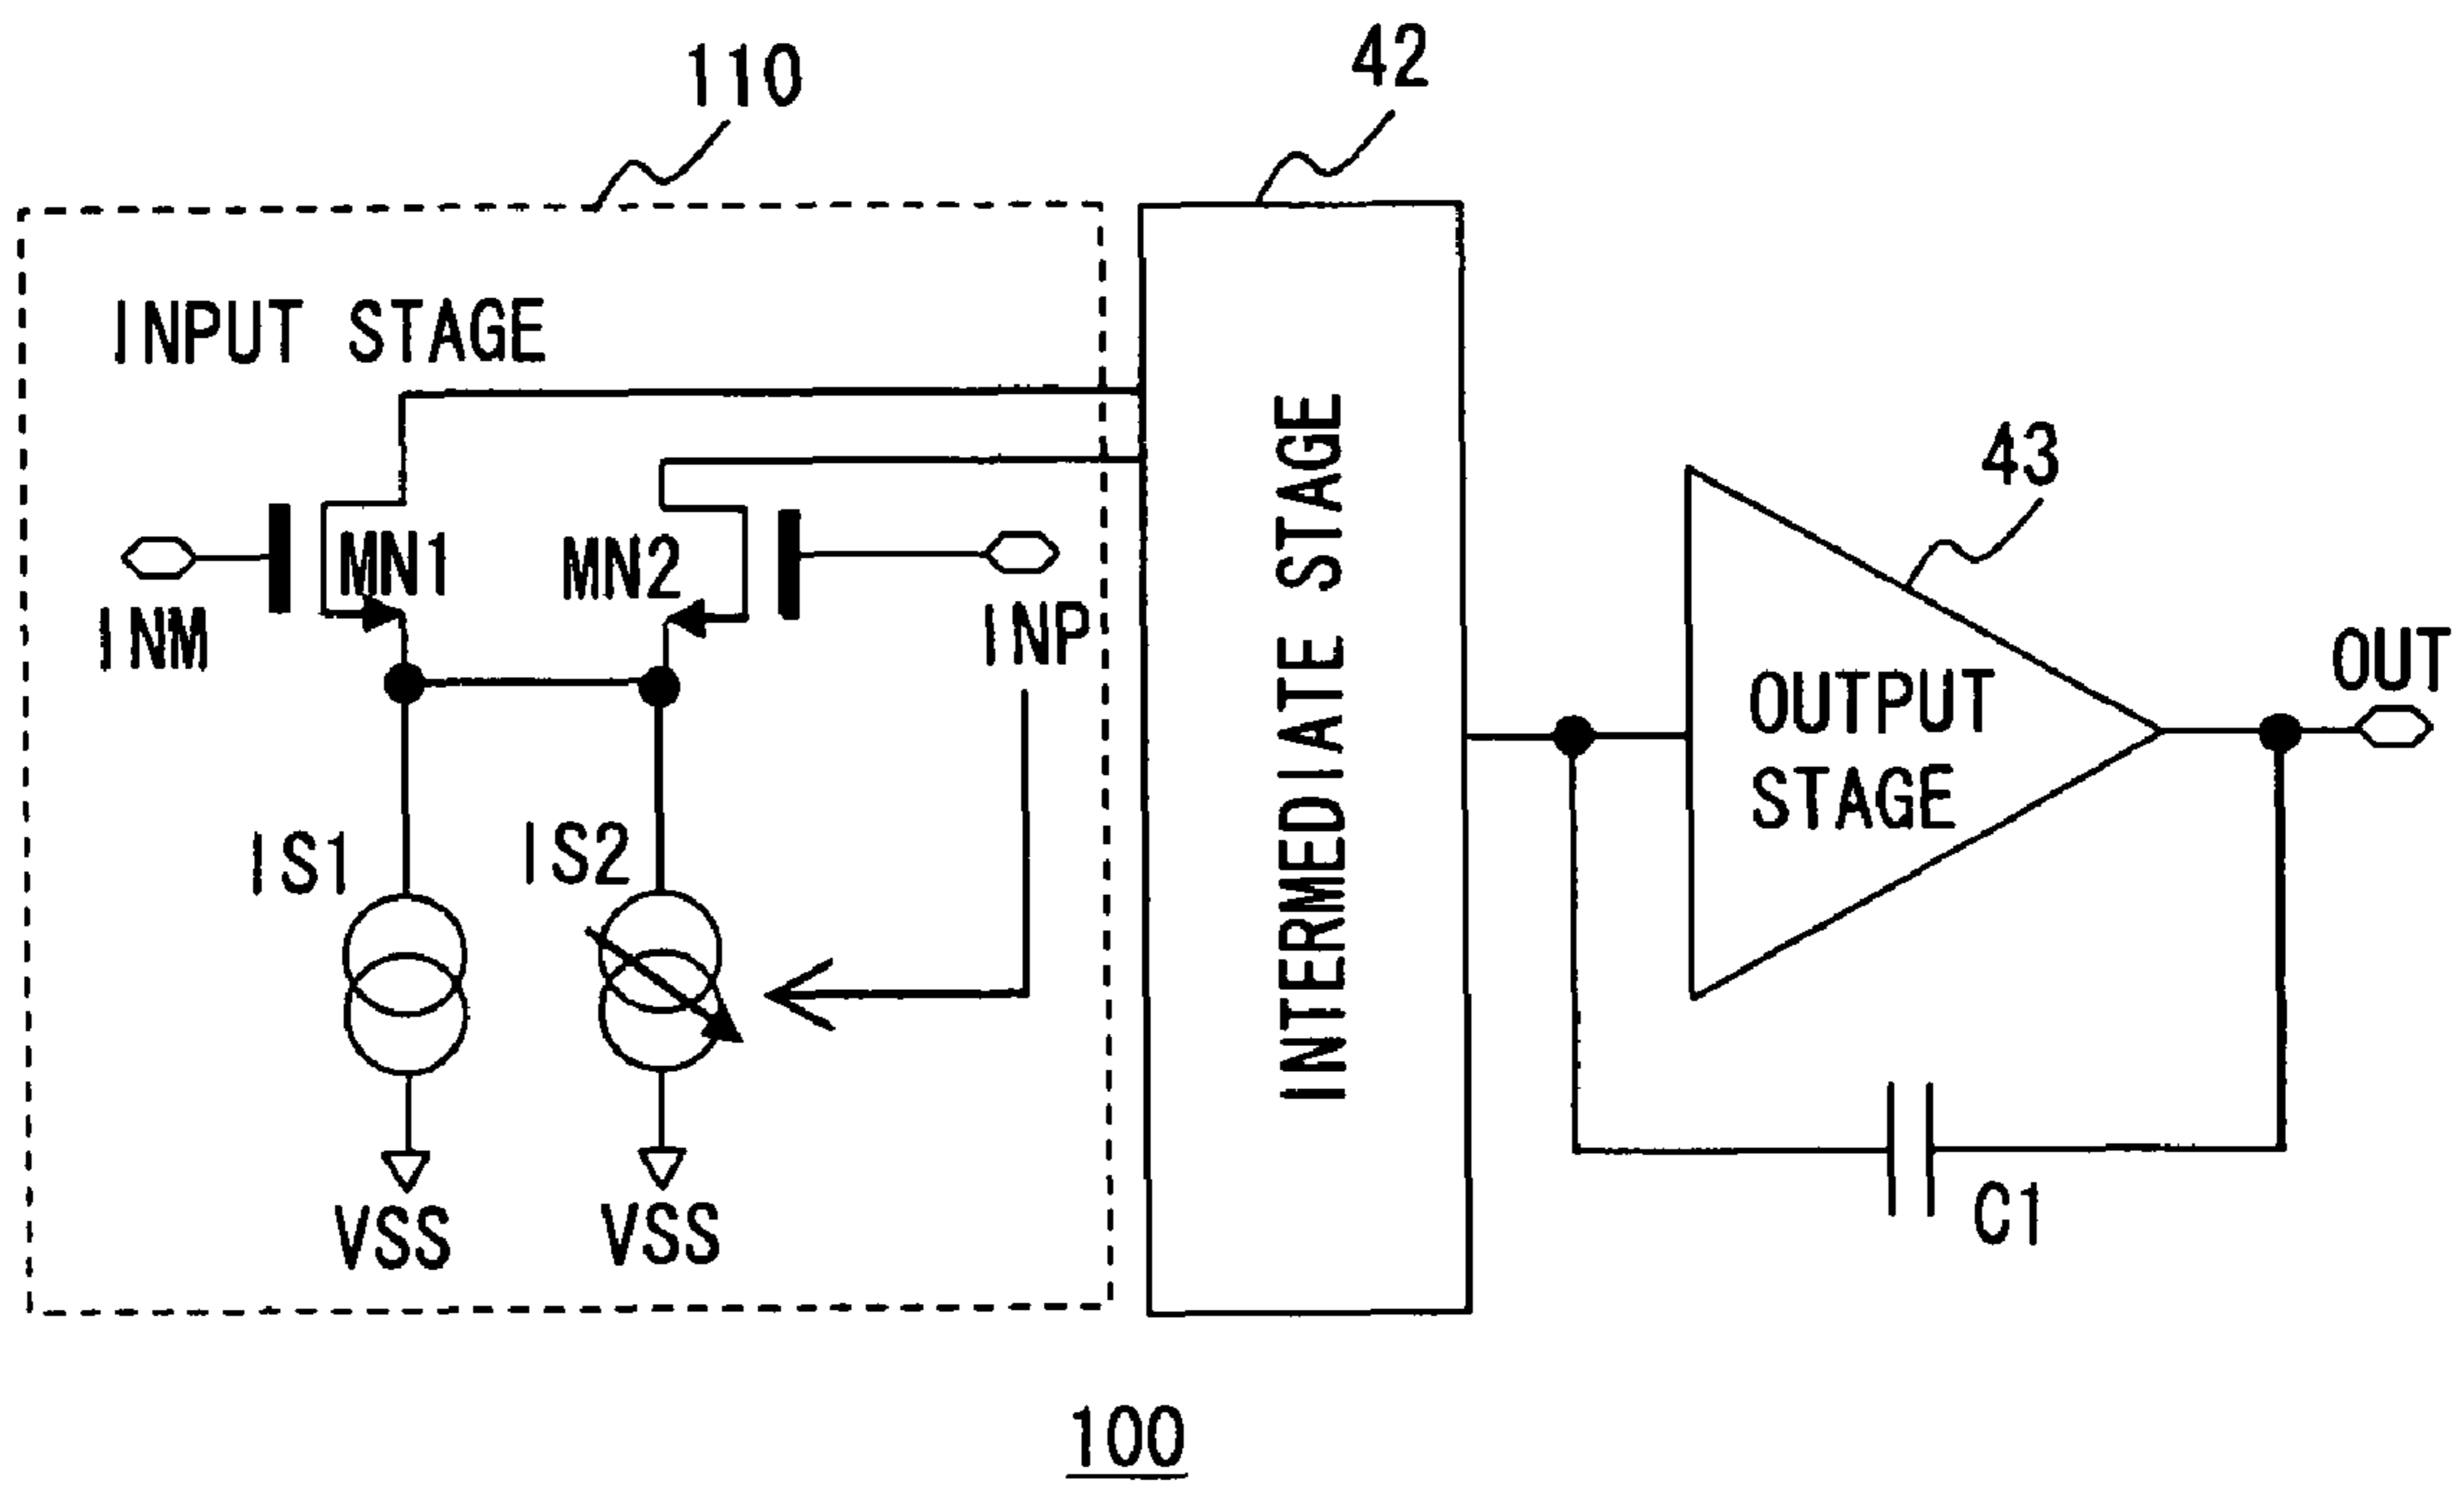 110
42
INPUT STAGE
43
MN1
MN2
INM
INP
OUT
OUTPUT
STAGE
INTERMEDIATE STAGE
IS1
IS2
VSS
VSS
C1
100